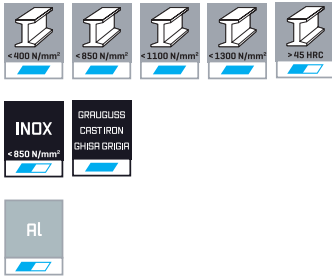 <400 N/mm²
<850 N/mm²
<1100 N/mm²
<1300 N/mm²
>45 HRC
INOX
<850 N/mm²
GRAUGUSS
CAST IRON
GHISA GRIGIA
Al